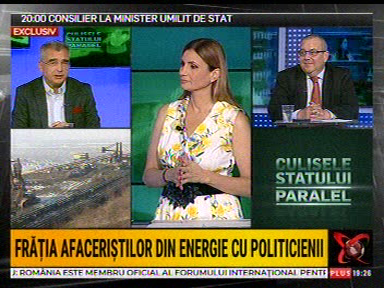 20:00 CONSILIER LA MINISTER UMILIT DE STAT
EXCLUSIV
CULISELE
STATULUI
PARALEL
CULISELE
STATULUI
PARALEL
FRĂȚIA AFACERIȘTILOR DIN ENERGIE CU POLITICIENII
J: ROMÂNIA ESTE MEMBRU OFICIAL AL FORUMULUI INTERNAȚIONAL PENTI
PLUS 19:26